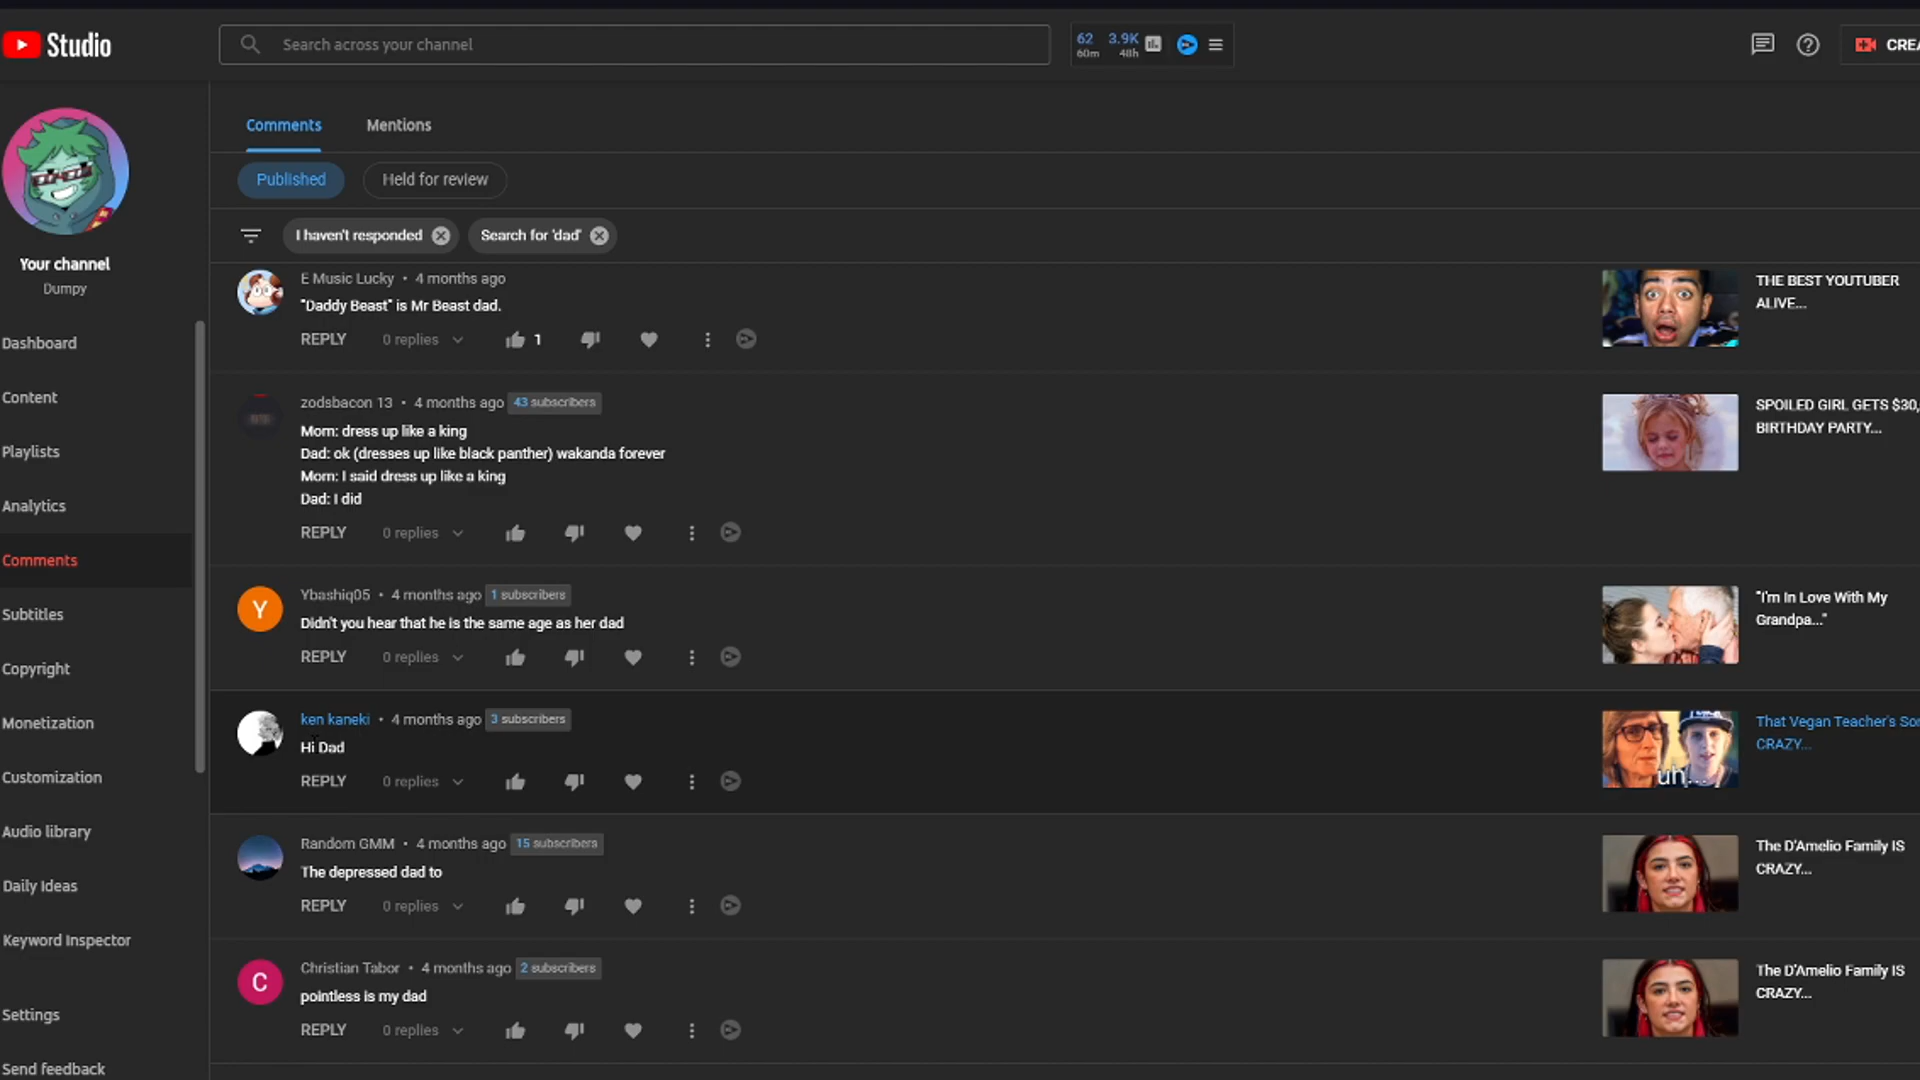 Studio
Search across your channel
62 3.9K
60m 48h
CREA
Your channel
Dumpy
Dashboard
Content
Playlists
Analytics
Comments
Subtitles
Copyright
Monetization
Customization
Audio library
Daily Ideas
Keyword Inspector
Settings
Send feedback
Comments Mentions
Published Held for review
I haven't responded Search for 'dad'
E Music Lucky • 4 months ago
"Daddy Beast" is Mr Beast dad.
REPLY 0 replies 1
THE BEST YOUTUBER
ALIVE...
zodsbacon 13 • 4 months ago 43 subscribers
Mom: dress up like a king
Dad: ok (dresses up like black panther) wakanda forever
Mom: I said dress up like a king
Dad: I did
REPLY 0 replies
SPOILED GIRL GETS $30,
BIRTHDAY PARTY...
Ybashiq05 • 4 months ago 1 subscribers
Y
Didn't you hear that he is the same age as her dad
REPLY 0 replies
"I'm In Love With My
Grandpa..."
ken kaneki • 4 months ago 3 subscribers
Hi Dad
REPLY 0 replies
uh...
That Vegan Teacher's So
CRAZY...
Random GMM • 4 months ago 15 subscribers
The depressed dad to
REPLY 0 replies
The D'Amelio Family IS
CRAZY...
Christian Tabor • 4 months ago 2 subscribers
C
pointless is my dad
REPLY 0 replies
The D'Amelio Family IS
CRAZY...